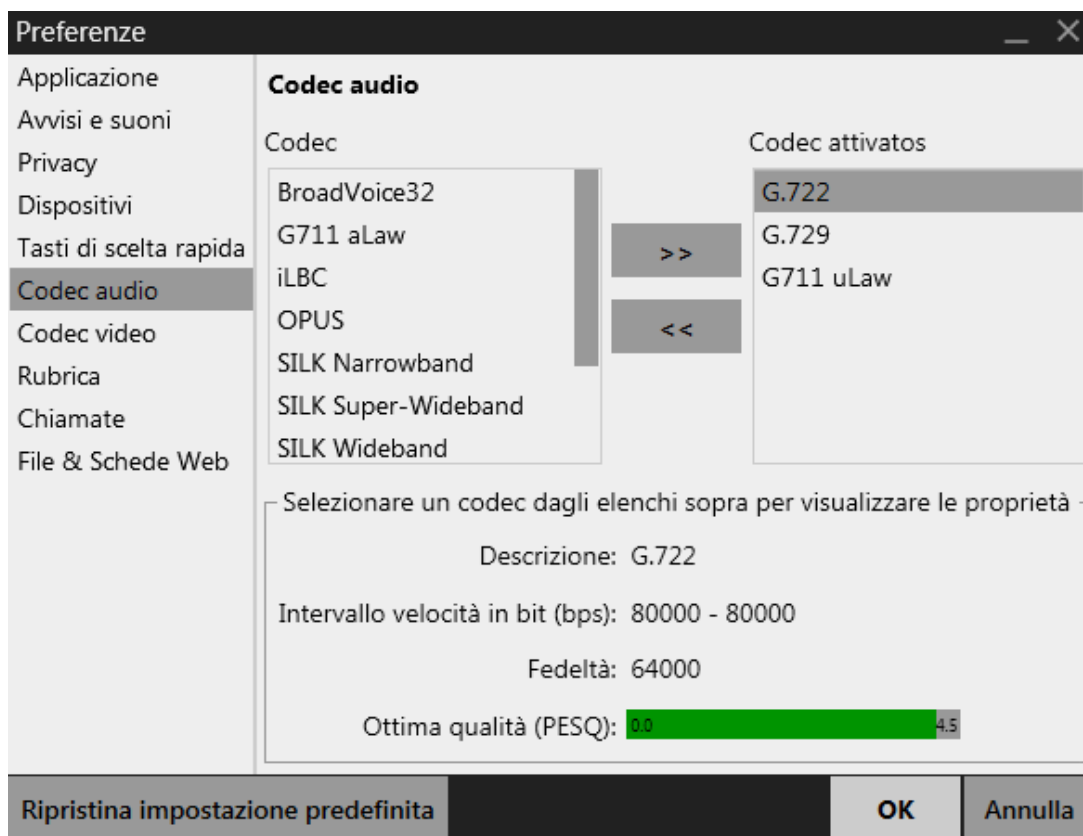 Preferenze
Applicazione
Avvisi e suoni
Privacy
Dispositivi
Tasti di scelta rapida
Codec audio
Codec video
Rubrica
Chiamate
File & Schede Web
Codec audio
Codec
BroadVoice32
G711 aLaw
iLBC
OPUS
SILK Narrowband
SILK Super-Wideband
SILK Wideband
>>
<<
Codec attivatos
G.722
G.729
G711 uLaw
Selezionare un codec dagli elenchi sopra per visualizzare le proprietà
Descrizione: G.722
Intervallo velocità in bit (bps): 80000 - 80000
Fedeltà: 64000
Ottima qualità (PESQ): 0.0 4.5
Ripristina impostazione predefinita
OK
Annulla